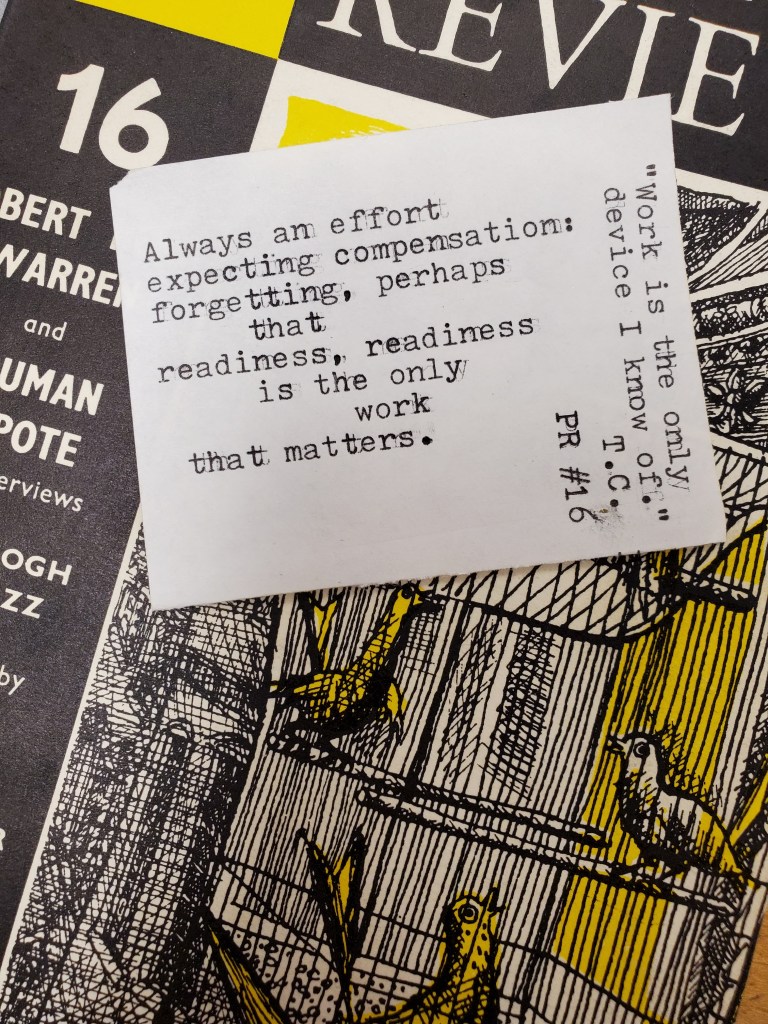 REVIE
16
BERT
WARRE
and
UMAN
POTE
erviews
OGH
ZZ
by
R
Always an effort
expecting compensation:
forgetting, perhaps
that
readiness, readiness
is the only
work
that matters.
"Work is the only
device I know of."
T.C.
PR #16